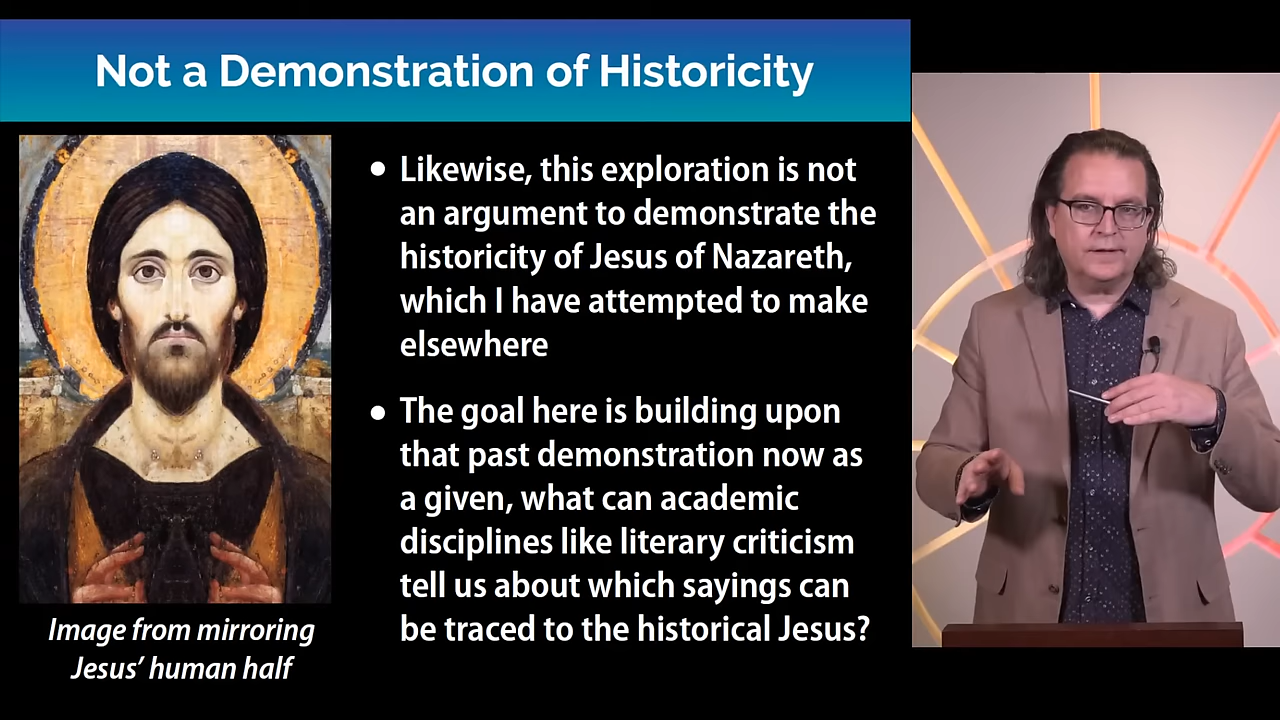 Not a Demonstration of Historicity
• Likewise, this exploration is not
an argument to demonstrate the
historicity of Jesus of Nazareth,
which I have attempted to make
elsewhere
• The goal here is building upon
that past demonstration now as
a given, what can academic
disciplines like literary criticism
tell us about which sayings can
be traced to the historical Jesus?
Image from mirroring
Jesus’ human half